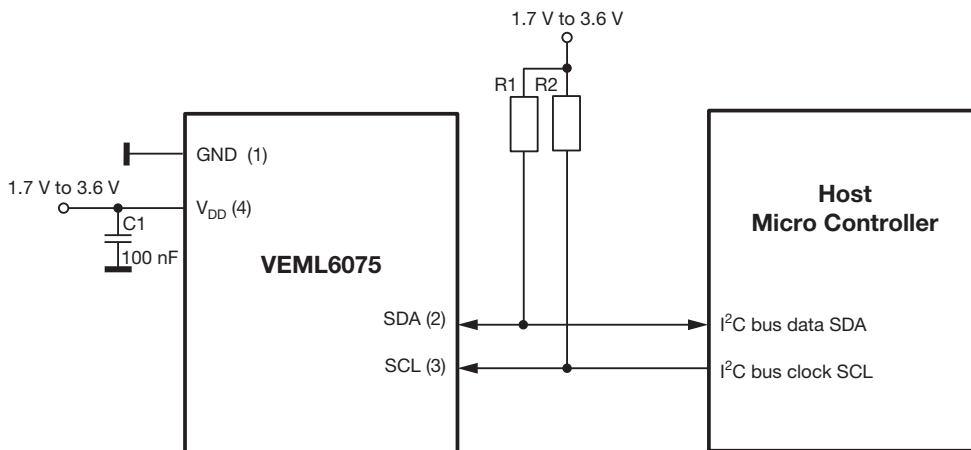 1.7 V to 3.6 V
R1
R2
GND (1)
1.7 V to 3.6 V
V_DD (4)
C1
100 nF
VEML6075
Host
Micro Controller
SDA (2)
I²C bus data SDA
SCL (3)
I²C bus clock SCL